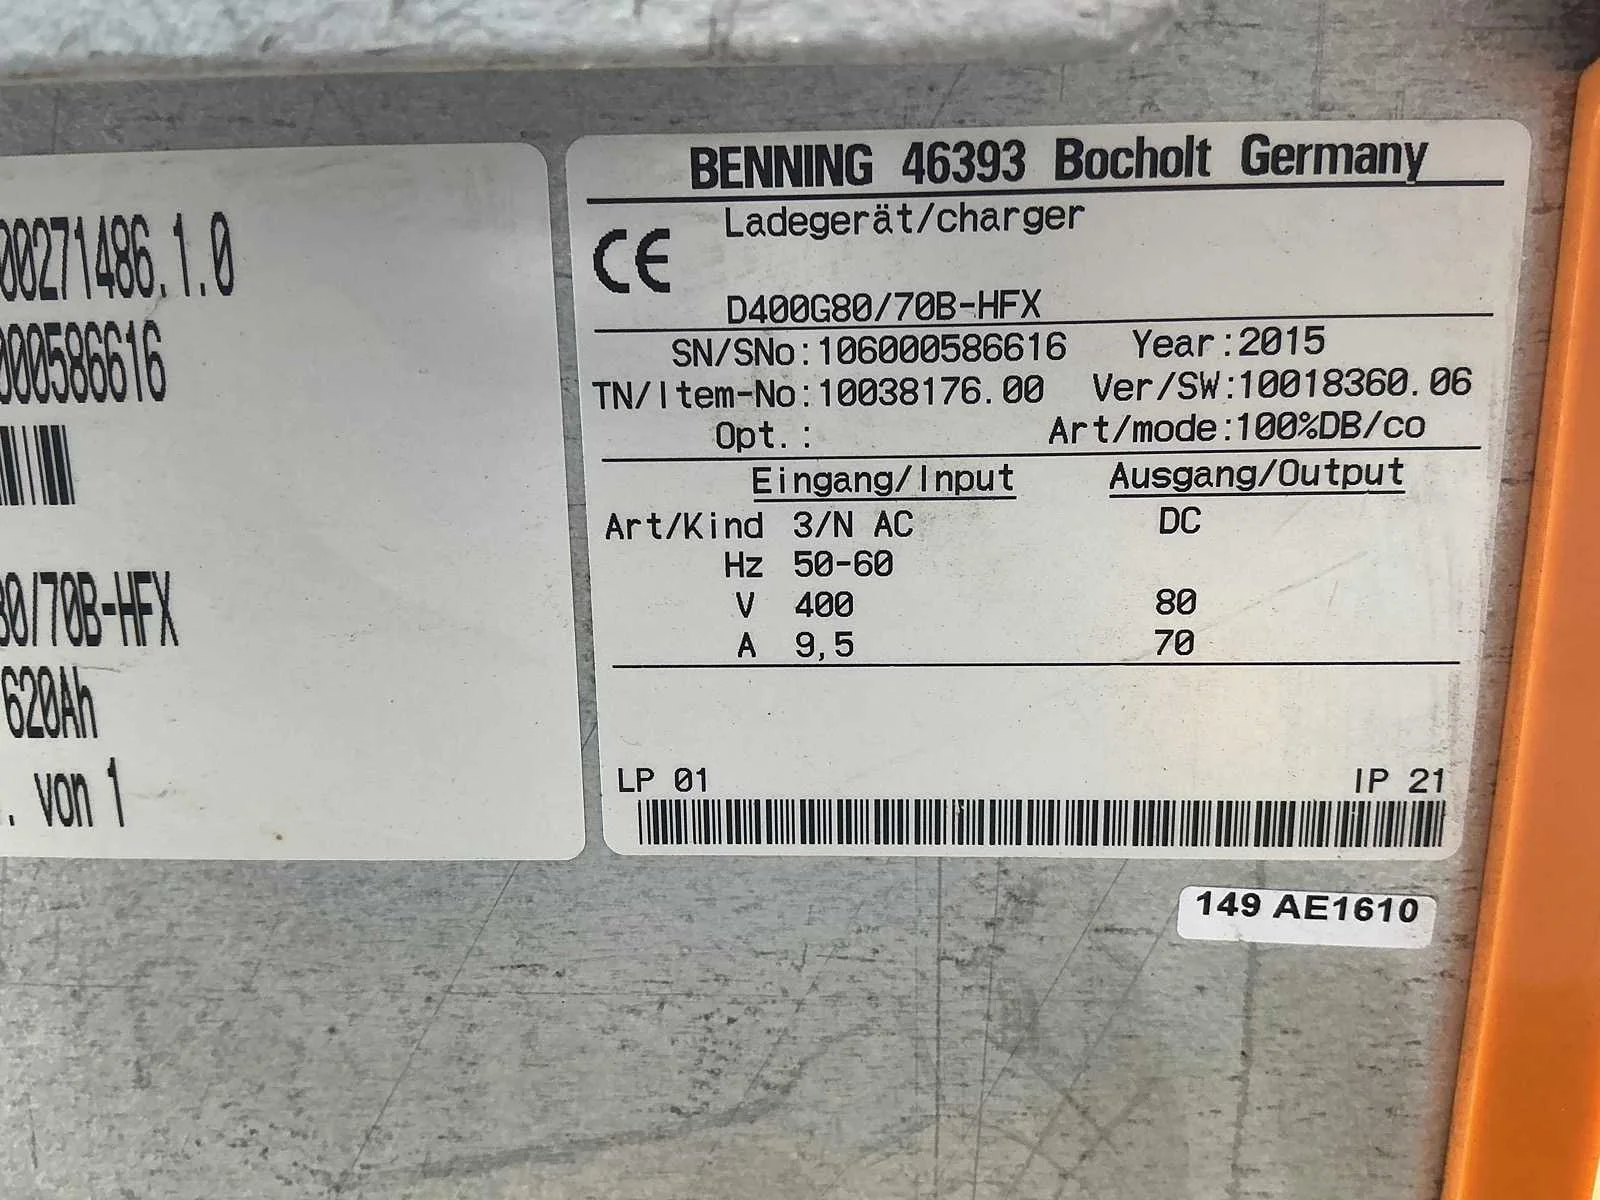 00271486.1.0
000586616
80/70B-HFX
620Ah
. von 1
BENNING 46393 Bocholt Germany
CE Ladegerät/charger
D400G80/70B-HFX
SN/SNo:106000586616 Year:2015
TN/Item-No:10038176.00 Ver/SW:10018360.06
Opt.: Art/mode:100%DB/co
Eingang/Input Ausgang/Output
Art/Kind 3/N AC DC
Hz 50-60
V 400 80
A 9,5 70
LP 01 IP 21
149 AE1610